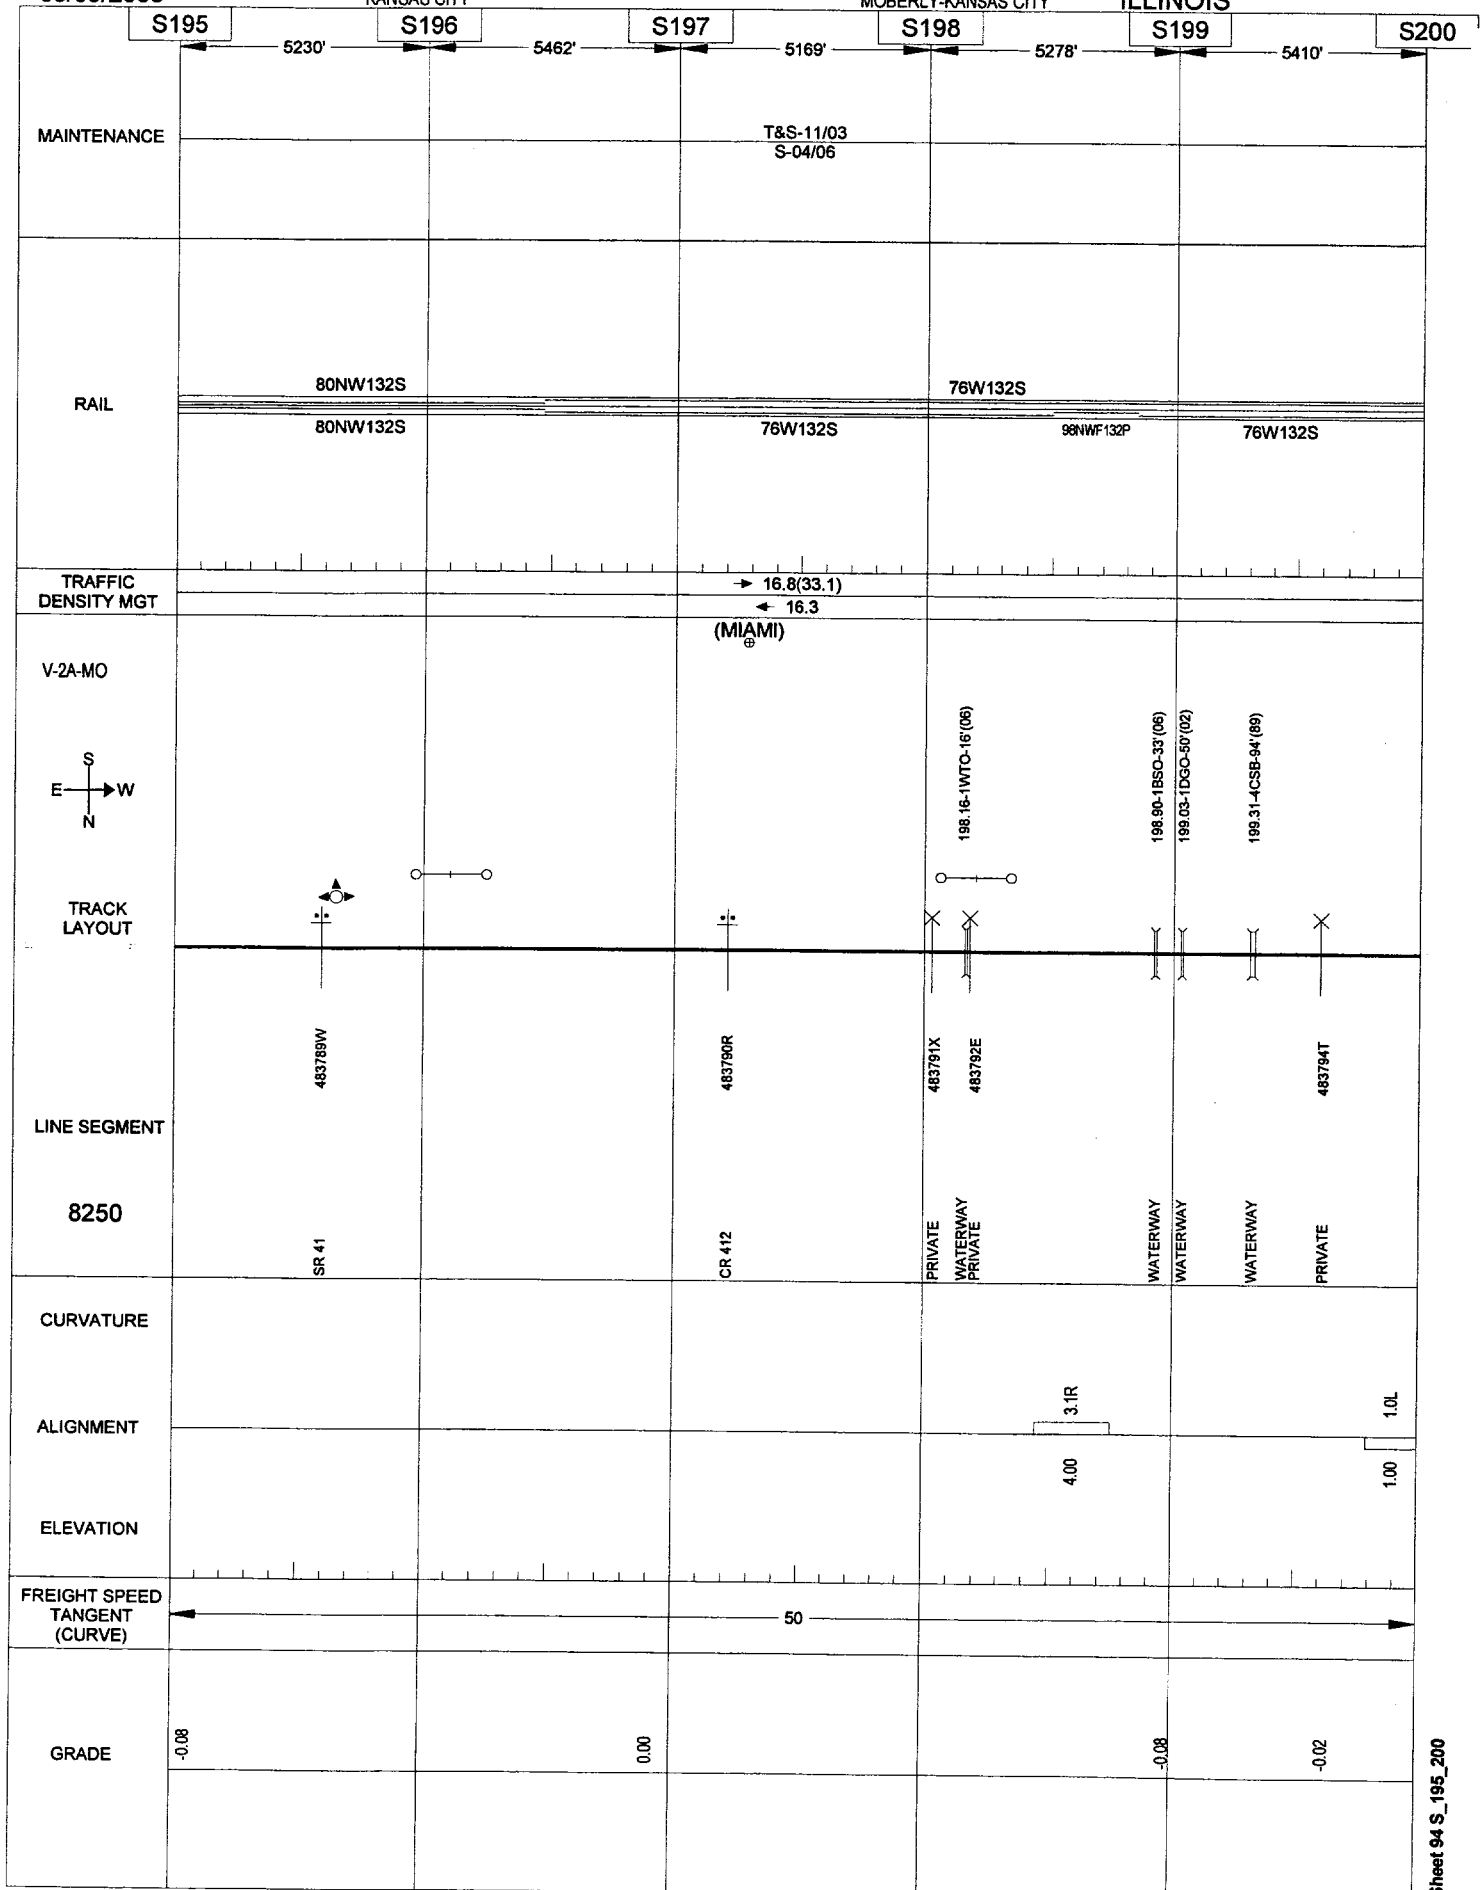 KANSAS CITY
MOBERLY-KANSAS CITY
ILLINOIS
S195
S196
S197
S198
S199
S200
5230'
5462'
5169'
5278'
5410'
MAINTENANCE
T&S-11/03
S-04/06
RAIL
80NW132S
76W132S
80NW132S
76W132S
98NWF132P
76W132S
TRAFFIC
DENSITY MGT
16.8(33.1)
16.3
(MIAMI)
V-2A-MO
S
E
W
N
198.16-1WTO-16'(06)
198.90-1BSO-33'(06)
199.03-1DGO-50'(02)
199.31-4CSB-94'(89)
TRACK
LAYOUT
483789W
483790R
483791X
483792E
483794T
LINE SEGMENT
8250
SR 41
CR 412
PRIVATE
WATERWAY
PRIVATE
WATERWAY
WATERWAY
WATERWAY
PRIVATE
CURVATURE
ALIGNMENT
3.1R
1.0L
4.00
1.00
ELEVATION
FREIGHT SPEED
TANGENT
(CURVE)
50
GRADE
-0.08
0.00
-0.08
-0.02
Sheet 94 S_195_200